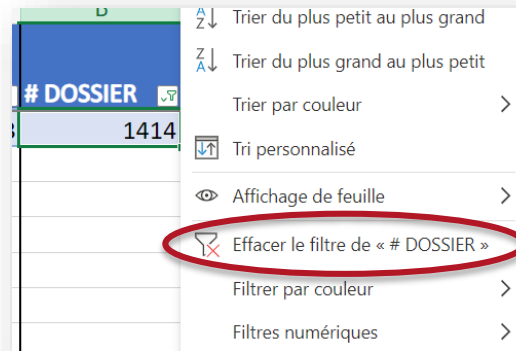 D
Trier du plus petit au plus grand
Trier du plus grand au plus petit
# DOSSIER
Trier par couleur
1414
Tri personnalisé
Affichage de feuille
Effacer le filtre de « # DOSSIER »
Filtrer par couleur
Filtres numériques